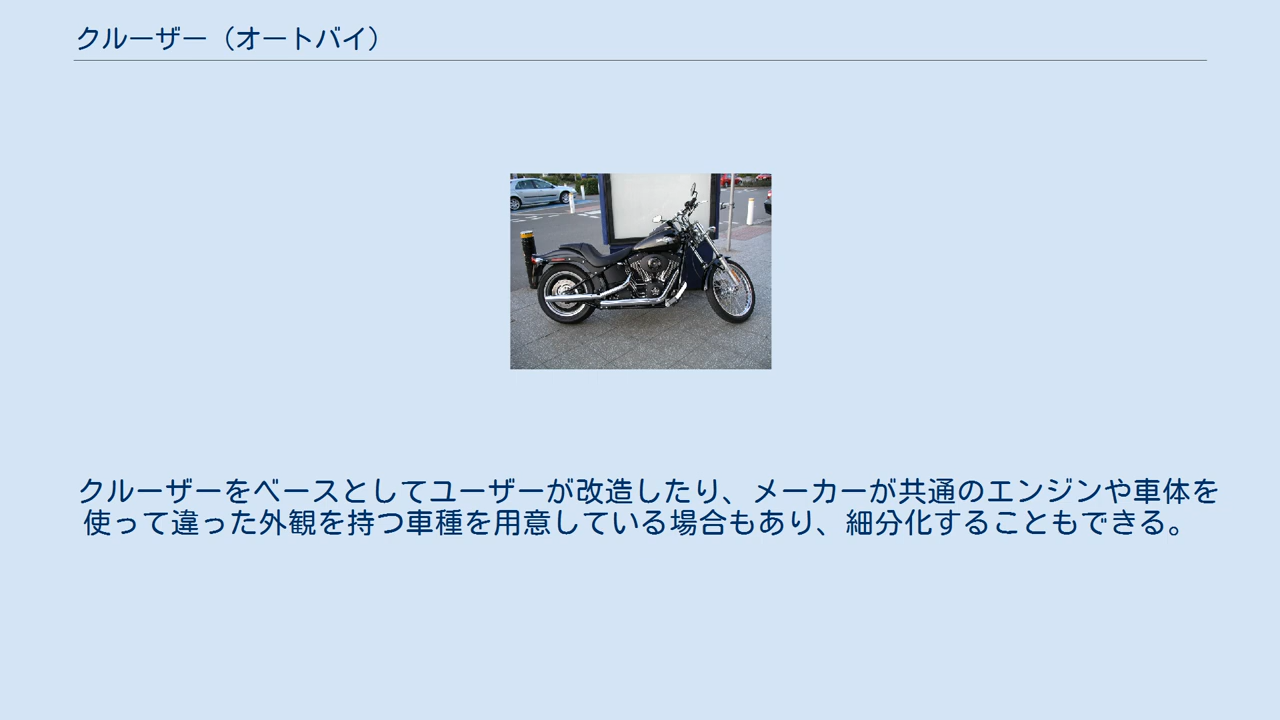 クルーザー（オートバイ）
クルーザーをベースとしてユーザーが改造したり、メーカーが共通のエンジンや車体を
使って違った外観を持つ車種を用意している場合もあり、細分化することもできる。